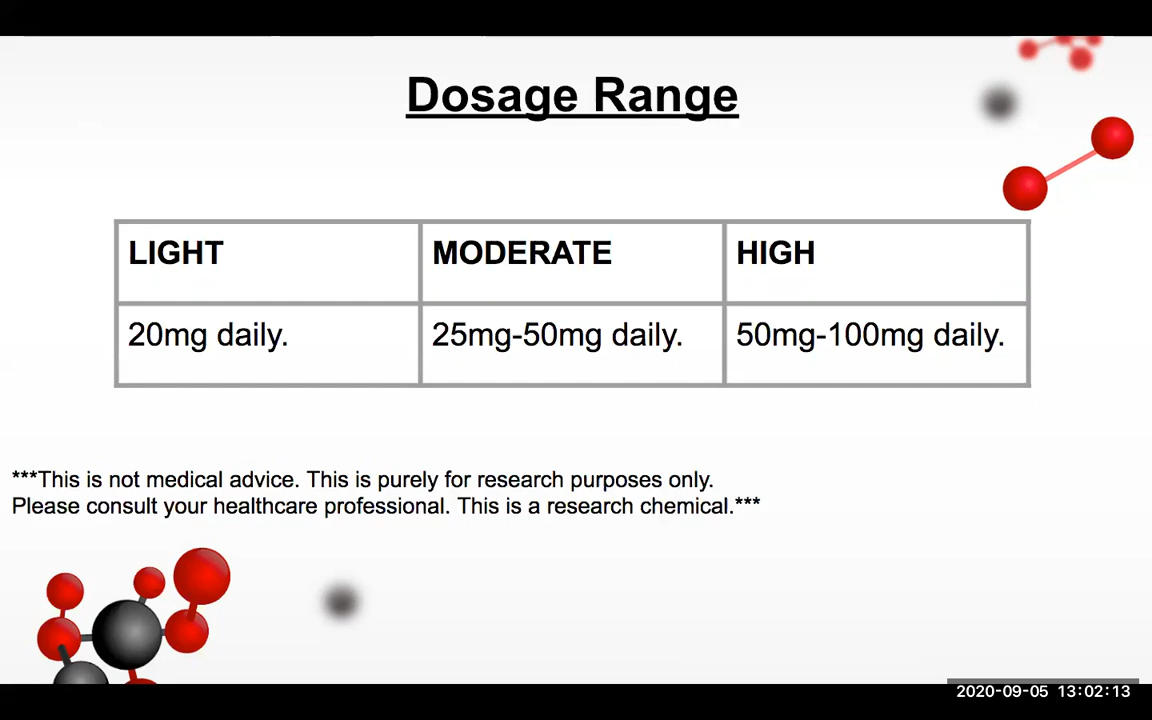 Dosage Range
LIGHT MODERATE HIGH
20mg daily. 25mg-50mg daily. 50mg-100mg daily.
***This is not medical advice. This is purely for research purposes only.
Please consult your healthcare professional. This is a research chemical.***
2020-09-05 13:02:13